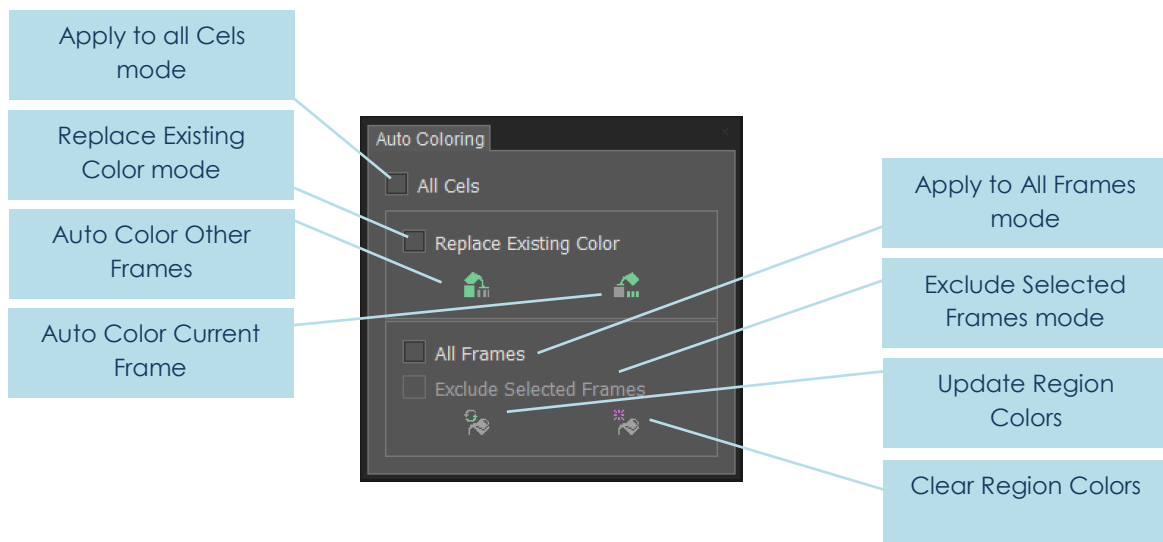 Apply to all Cels
mode
Replace Existing
Color mode
Auto Color Other
Frames
Auto Color Current
Frame
Auto Coloring
All Cels
Replace Existing Color
All Frames
Exclude Selected Frames
Apply to All Frames
mode
Exclude Selected
Frames mode
Update Region
Colors
Clear Region Colors